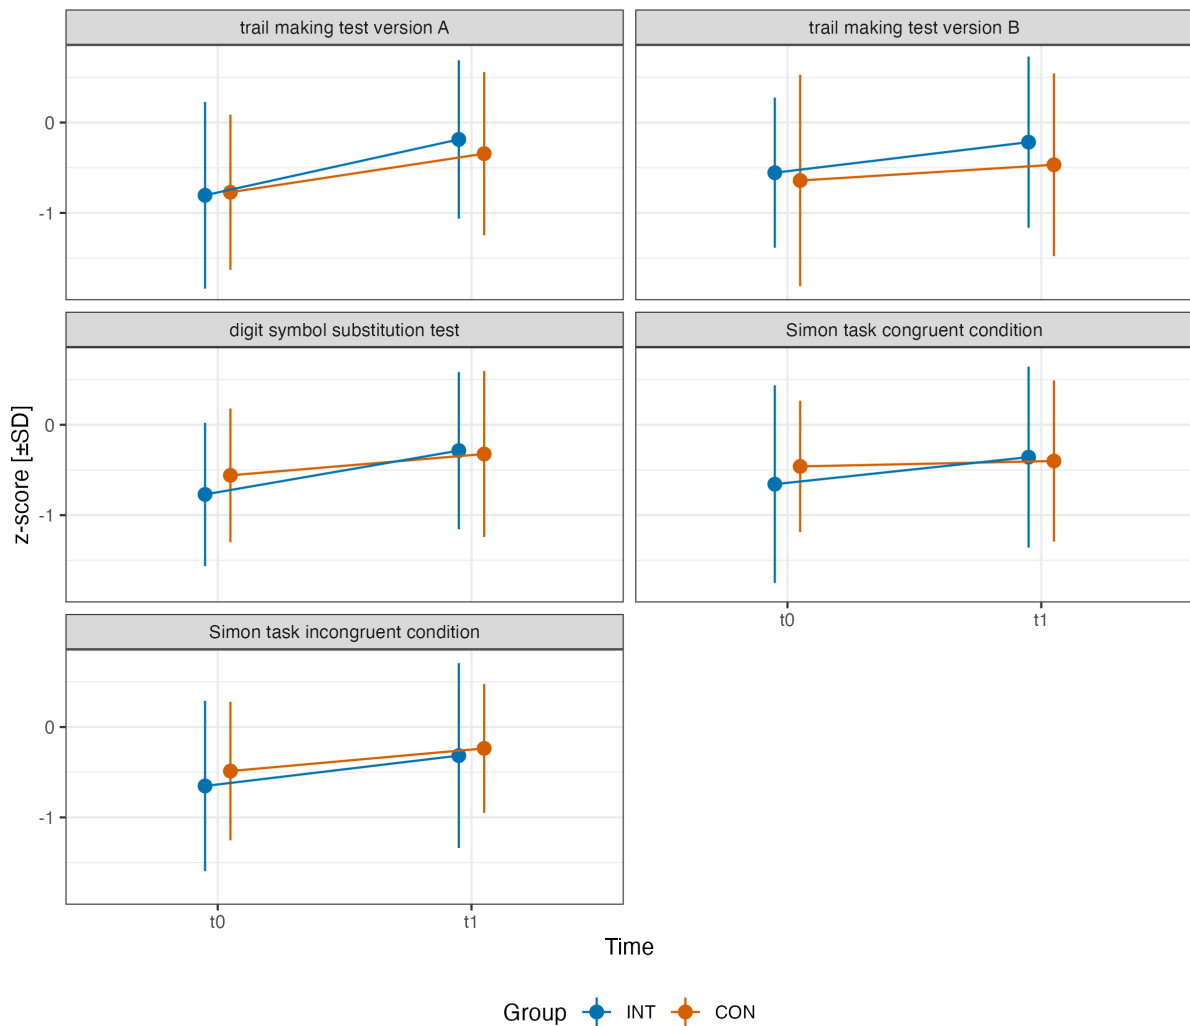 trail making test version A
trail making test version B
0
-1
digit symbol substitution test
Simon task congruent condition
0
-1
z-score [±SD]
t0
t1
Simon task incongruent condition
0
-1
t0
t1
Time
Group INT CON